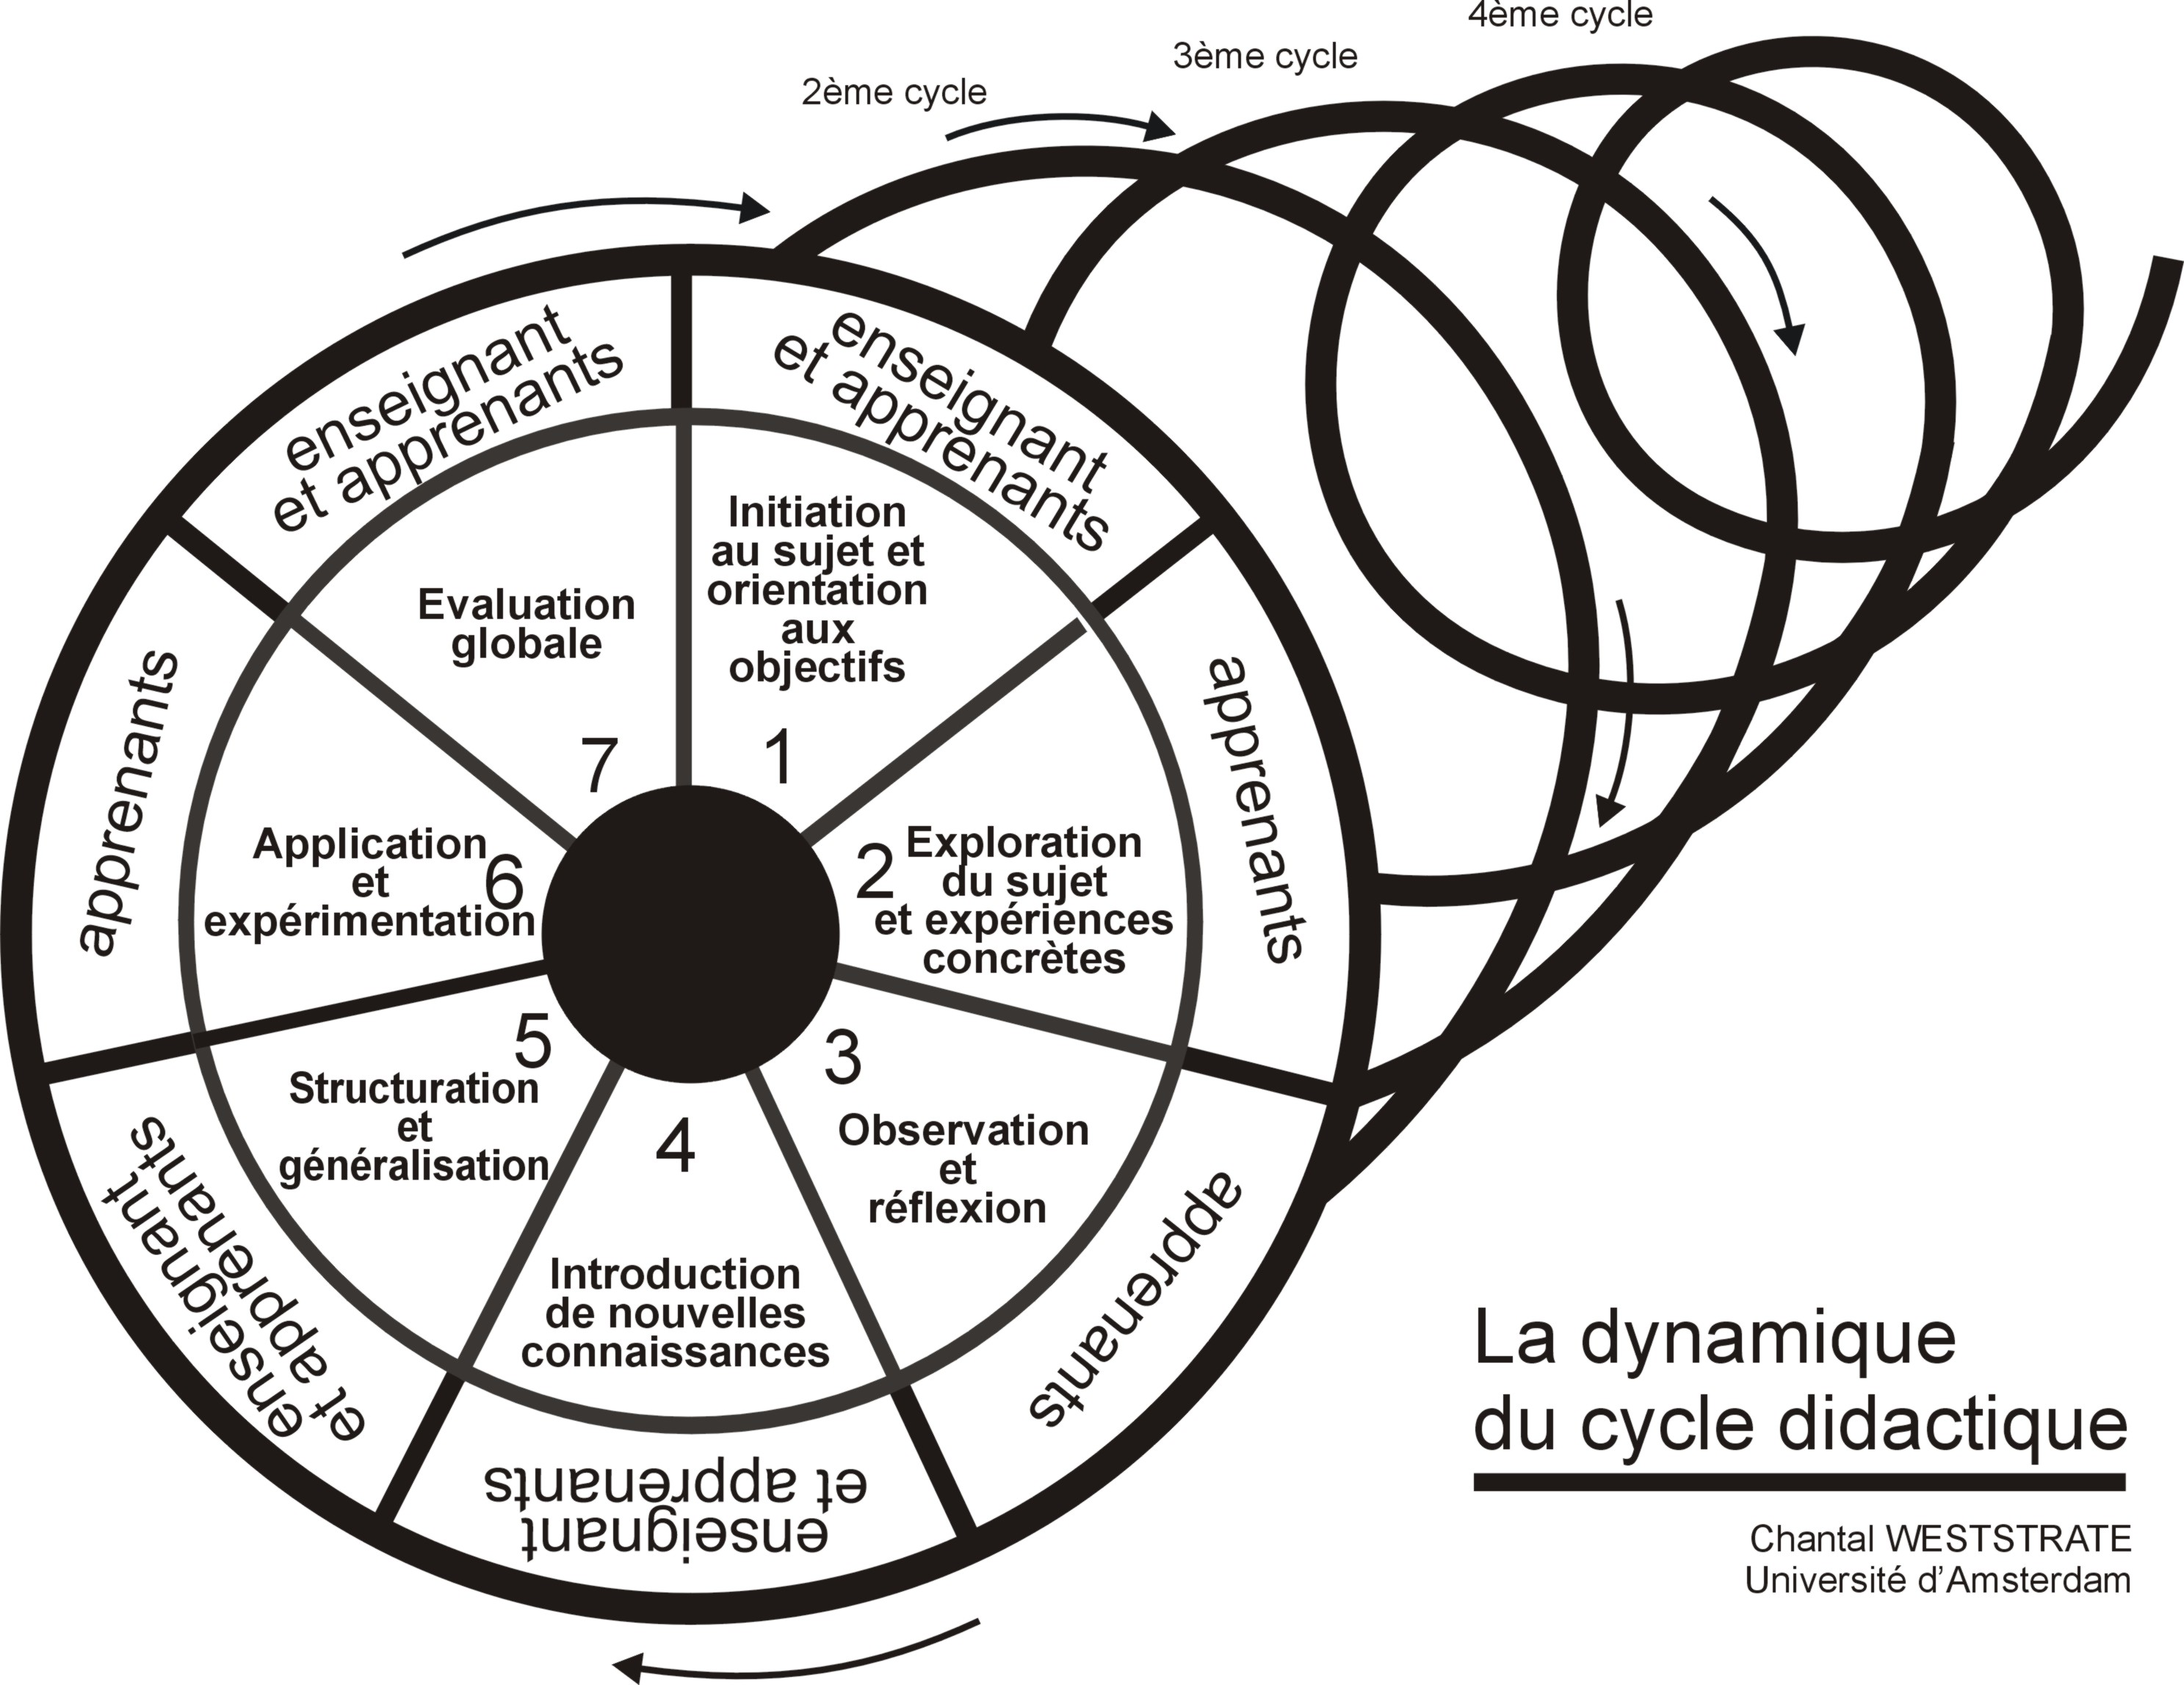 4ème cycle
3ème cycle
2ème cycle
enseignant
et apprenants
enseignant
et apprenants
Initiation
au sujet et
orientation
aux
objectifs
1
Evaluation
globale
7
apprenants
apprenants
Application
et
expérimentation
6
2
Exploration
du sujet
et expériences
concrètes
5
Structuration
et
généralisation
3
Observation
et
réflexion
4
Introduction
de nouvelles
connaissances
apprenants
enseignant
et apprenants
enseignant
et apprenants
La dynamique
du cycle didactique
Chantal WESTSTRATE
Université d'Amsterdam